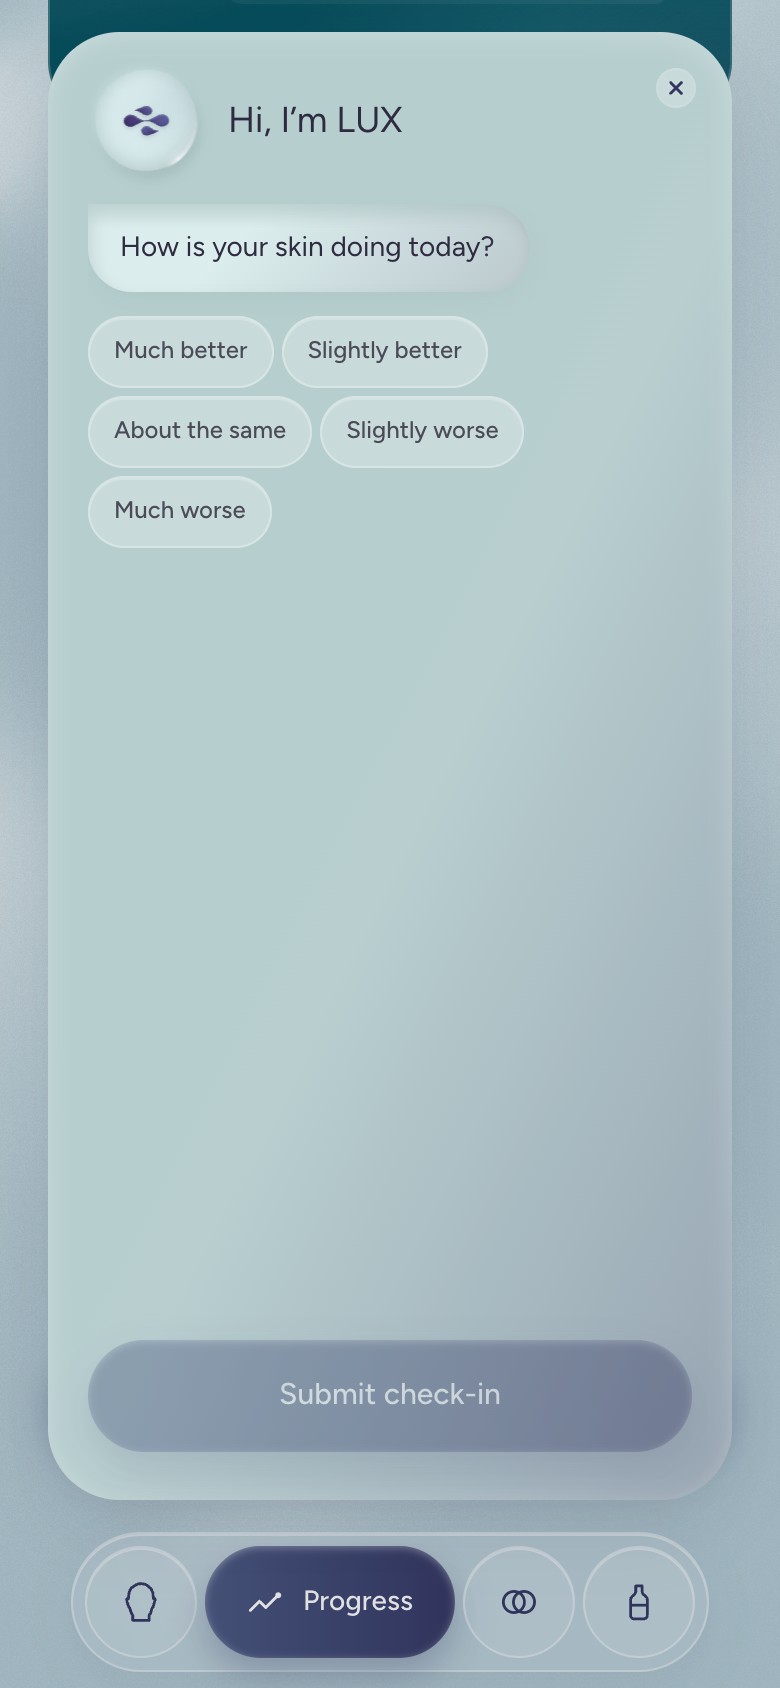 Hi, I'm LUX
How is your skin doing today?
Much better
Slightly better
About the same
Slightly worse
Much worse
Submit check-in
Progress